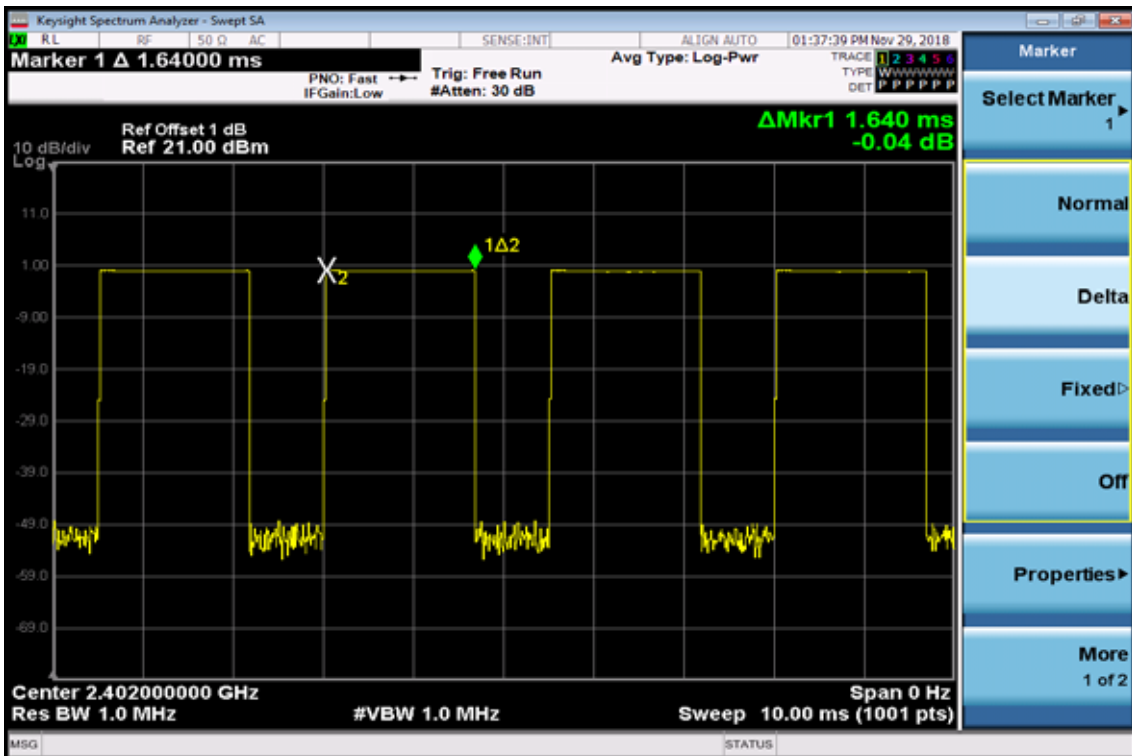 Keysight Spectrum Analyzer - Swept SA
LXI RL RF 50 Ω AC SENSE:INT ALIGN AUTO 01:37:39 PM Nov 29, 2018
Marker 1 Δ 1.64000 ms
PNO: Fast
IFGain:Low
Trig: Free Run
#Atten: 30 dB
Avg Type: Log-Pwr
TRACE 1 2 3 4 5 6
TYPE WWWWWW
DET P P P P P P
Ref Offset 1 dB
10 dB/div Ref 21.00 dBm
Log
ΔMkr1 1.640 ms
-0.04 dB
11.0
1.00
-9.00
-19.0
-29.0
-39.0
-49.0
-59.0
-69.0
X2
1Δ2
Center 2.402000000 GHz
Span 0 Hz
Res BW 1.0 MHz
#VBW 1.0 MHz
Sweep 10.00 ms (1001 pts)
MSG
STATUS
Marker
Select Marker
1
Normal
Delta
Fixed
Off
Properties
More
1 of 2